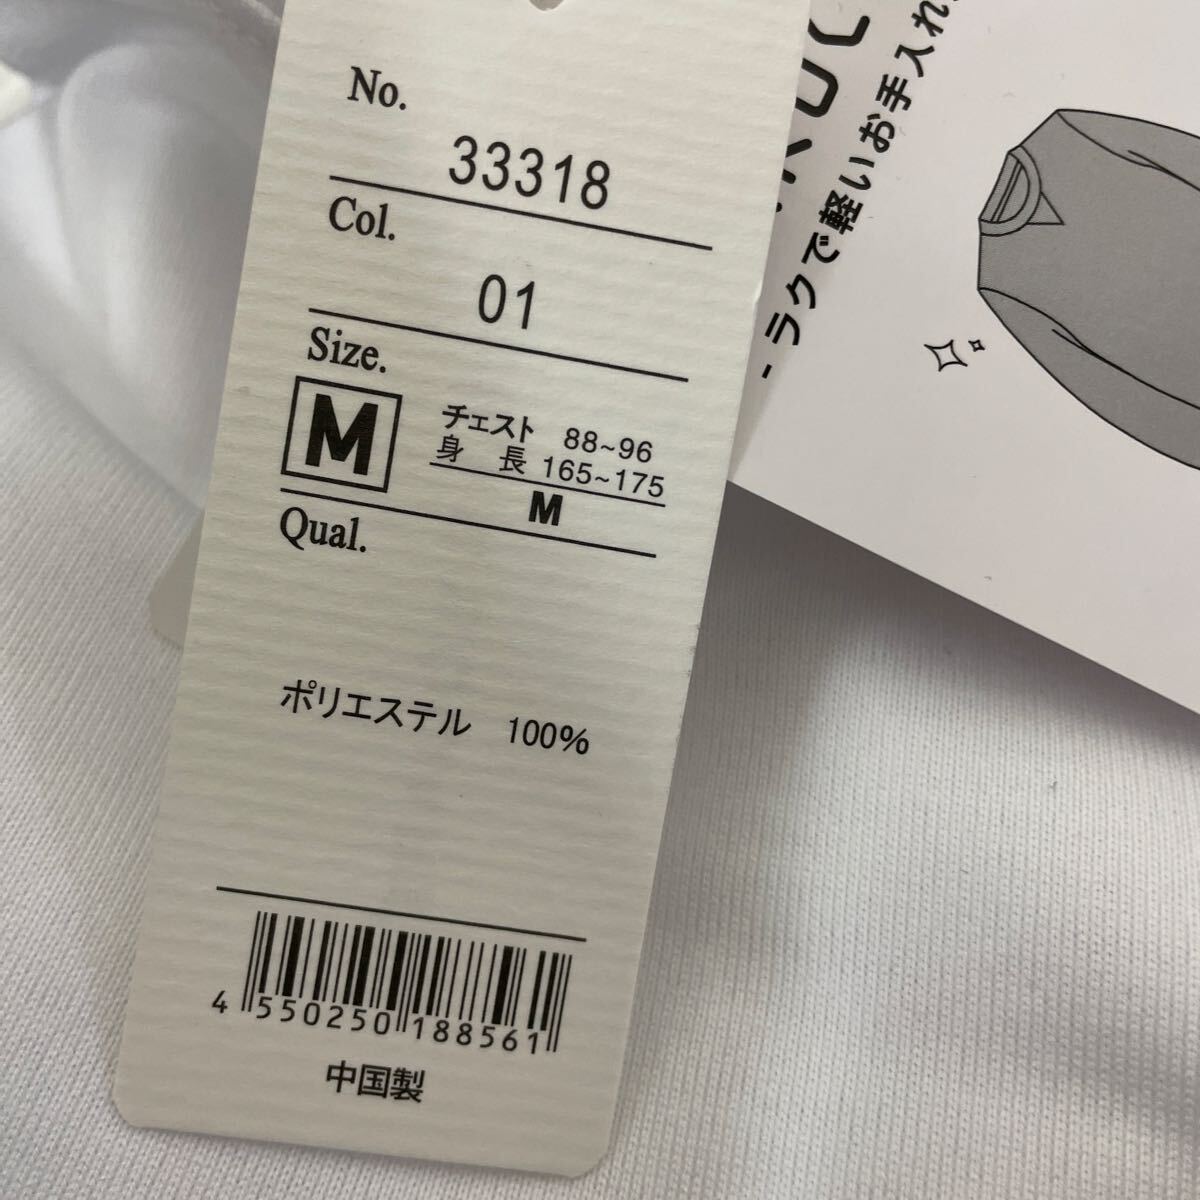 No.
33318
Col.
01
Size.
M
チェスト 88~96
身 長 165~175
M
Qual.
ポリエステル 100%
4 550250 188561
中国製
- ラクで軽いお手入れ